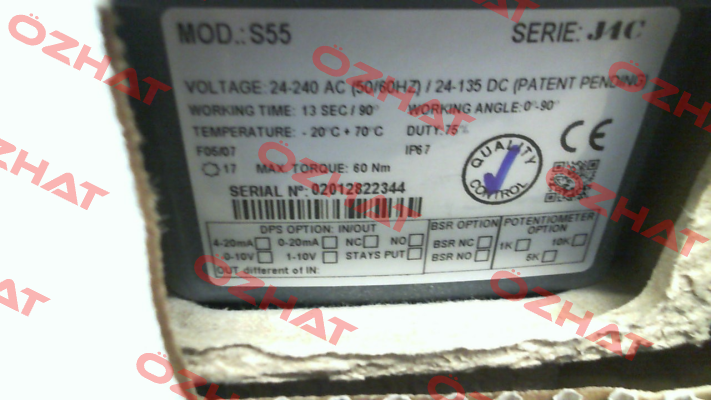 MOD.: S55 SERIE: J4C
VOLTAGE: 24-240 AC (50/60HZ) / 24-135 DC (PATENT PENDING)
WORKING TIME: 13 SEC / 90° WORKING ANGLE: 0°-90°
TEMPERATURE: - 20°C + 70°C DUTY: 75%
F05/07 IP67
17 MAX TORQUE: 60 Nm
QUALITY CONTROL
CE
SERIAL Nº: 02012822344
DPS OPTION: IN/OUT
4-20mA 0-20mA NC NO
0-10V 1-10V STAYS PUT
OUT different of IN:
BSR OPTION
BSR NC
BSR NO
POTENTIOMETER
OPTION
1K 10K
5K
ÖZHAT
ÖZHAT
ÖZHAT
ÖZHAT
ÖZHAT
ÖZHAT
ÖZHAT
ÖZHAT
ÖZHAT
ÖZHAT
ÖZHAT